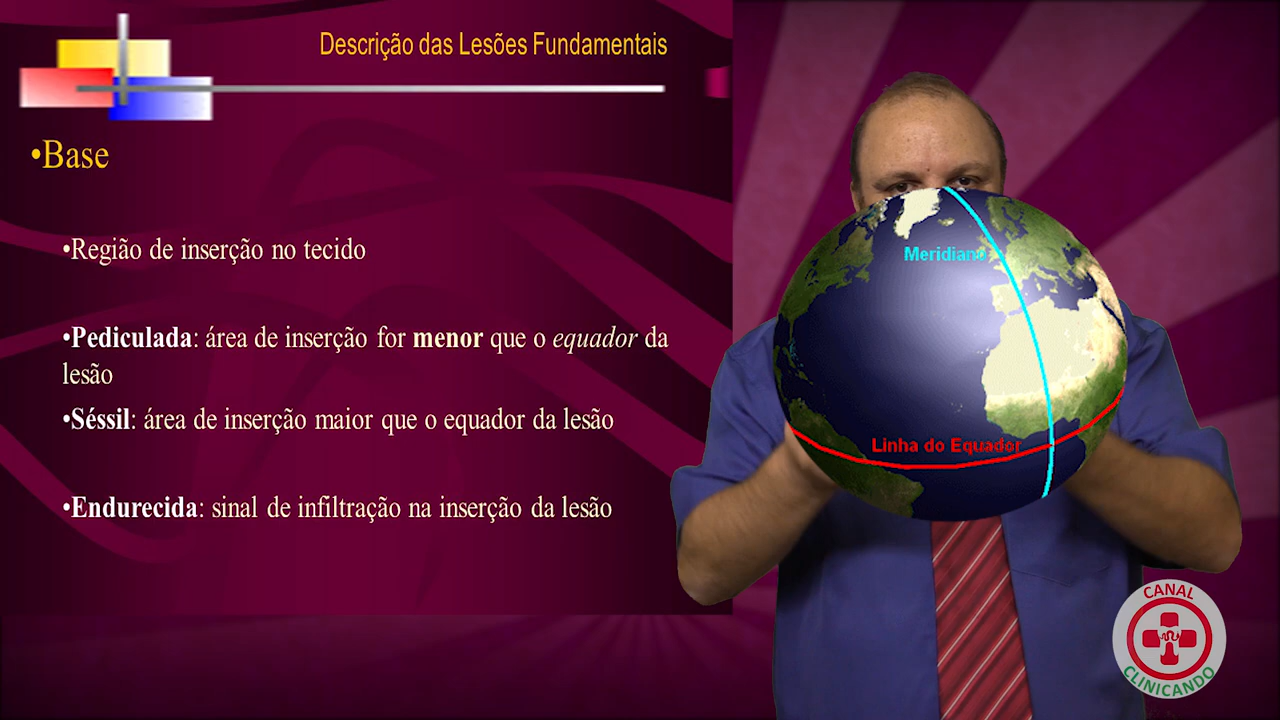 Descrição das Lesões Fundamentais
•Base
•Região de inserção no tecido
•Pediculada: área de inserção for menor que o equador da
lesão
•Séssil: área de inserção maior que o equador da lesão
•Endurecida: sinal de infiltração na inserção da lesão
Meridiano
Linha do Equador
CANAL
CLINICANDO